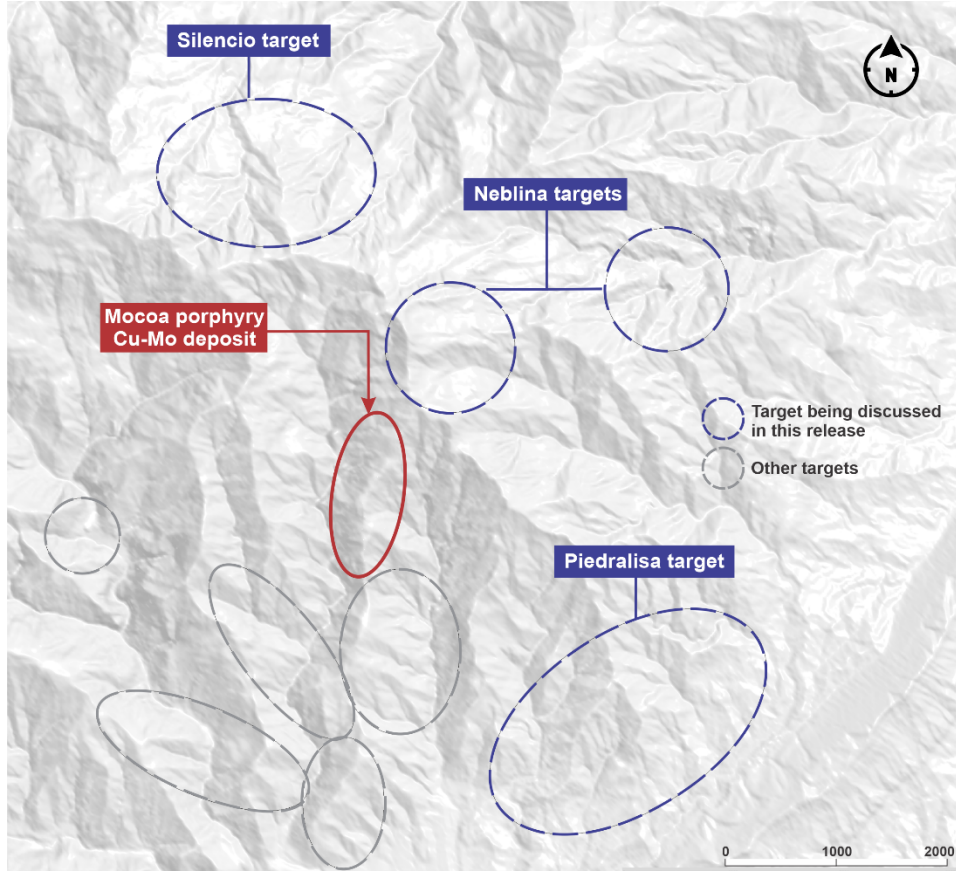 Silencio target
N
Neblina targets
Mocoa porphyry
Cu-Mo deposit
Target being discussed
in this release
Other targets
Piedralisa target
0 1000 2000